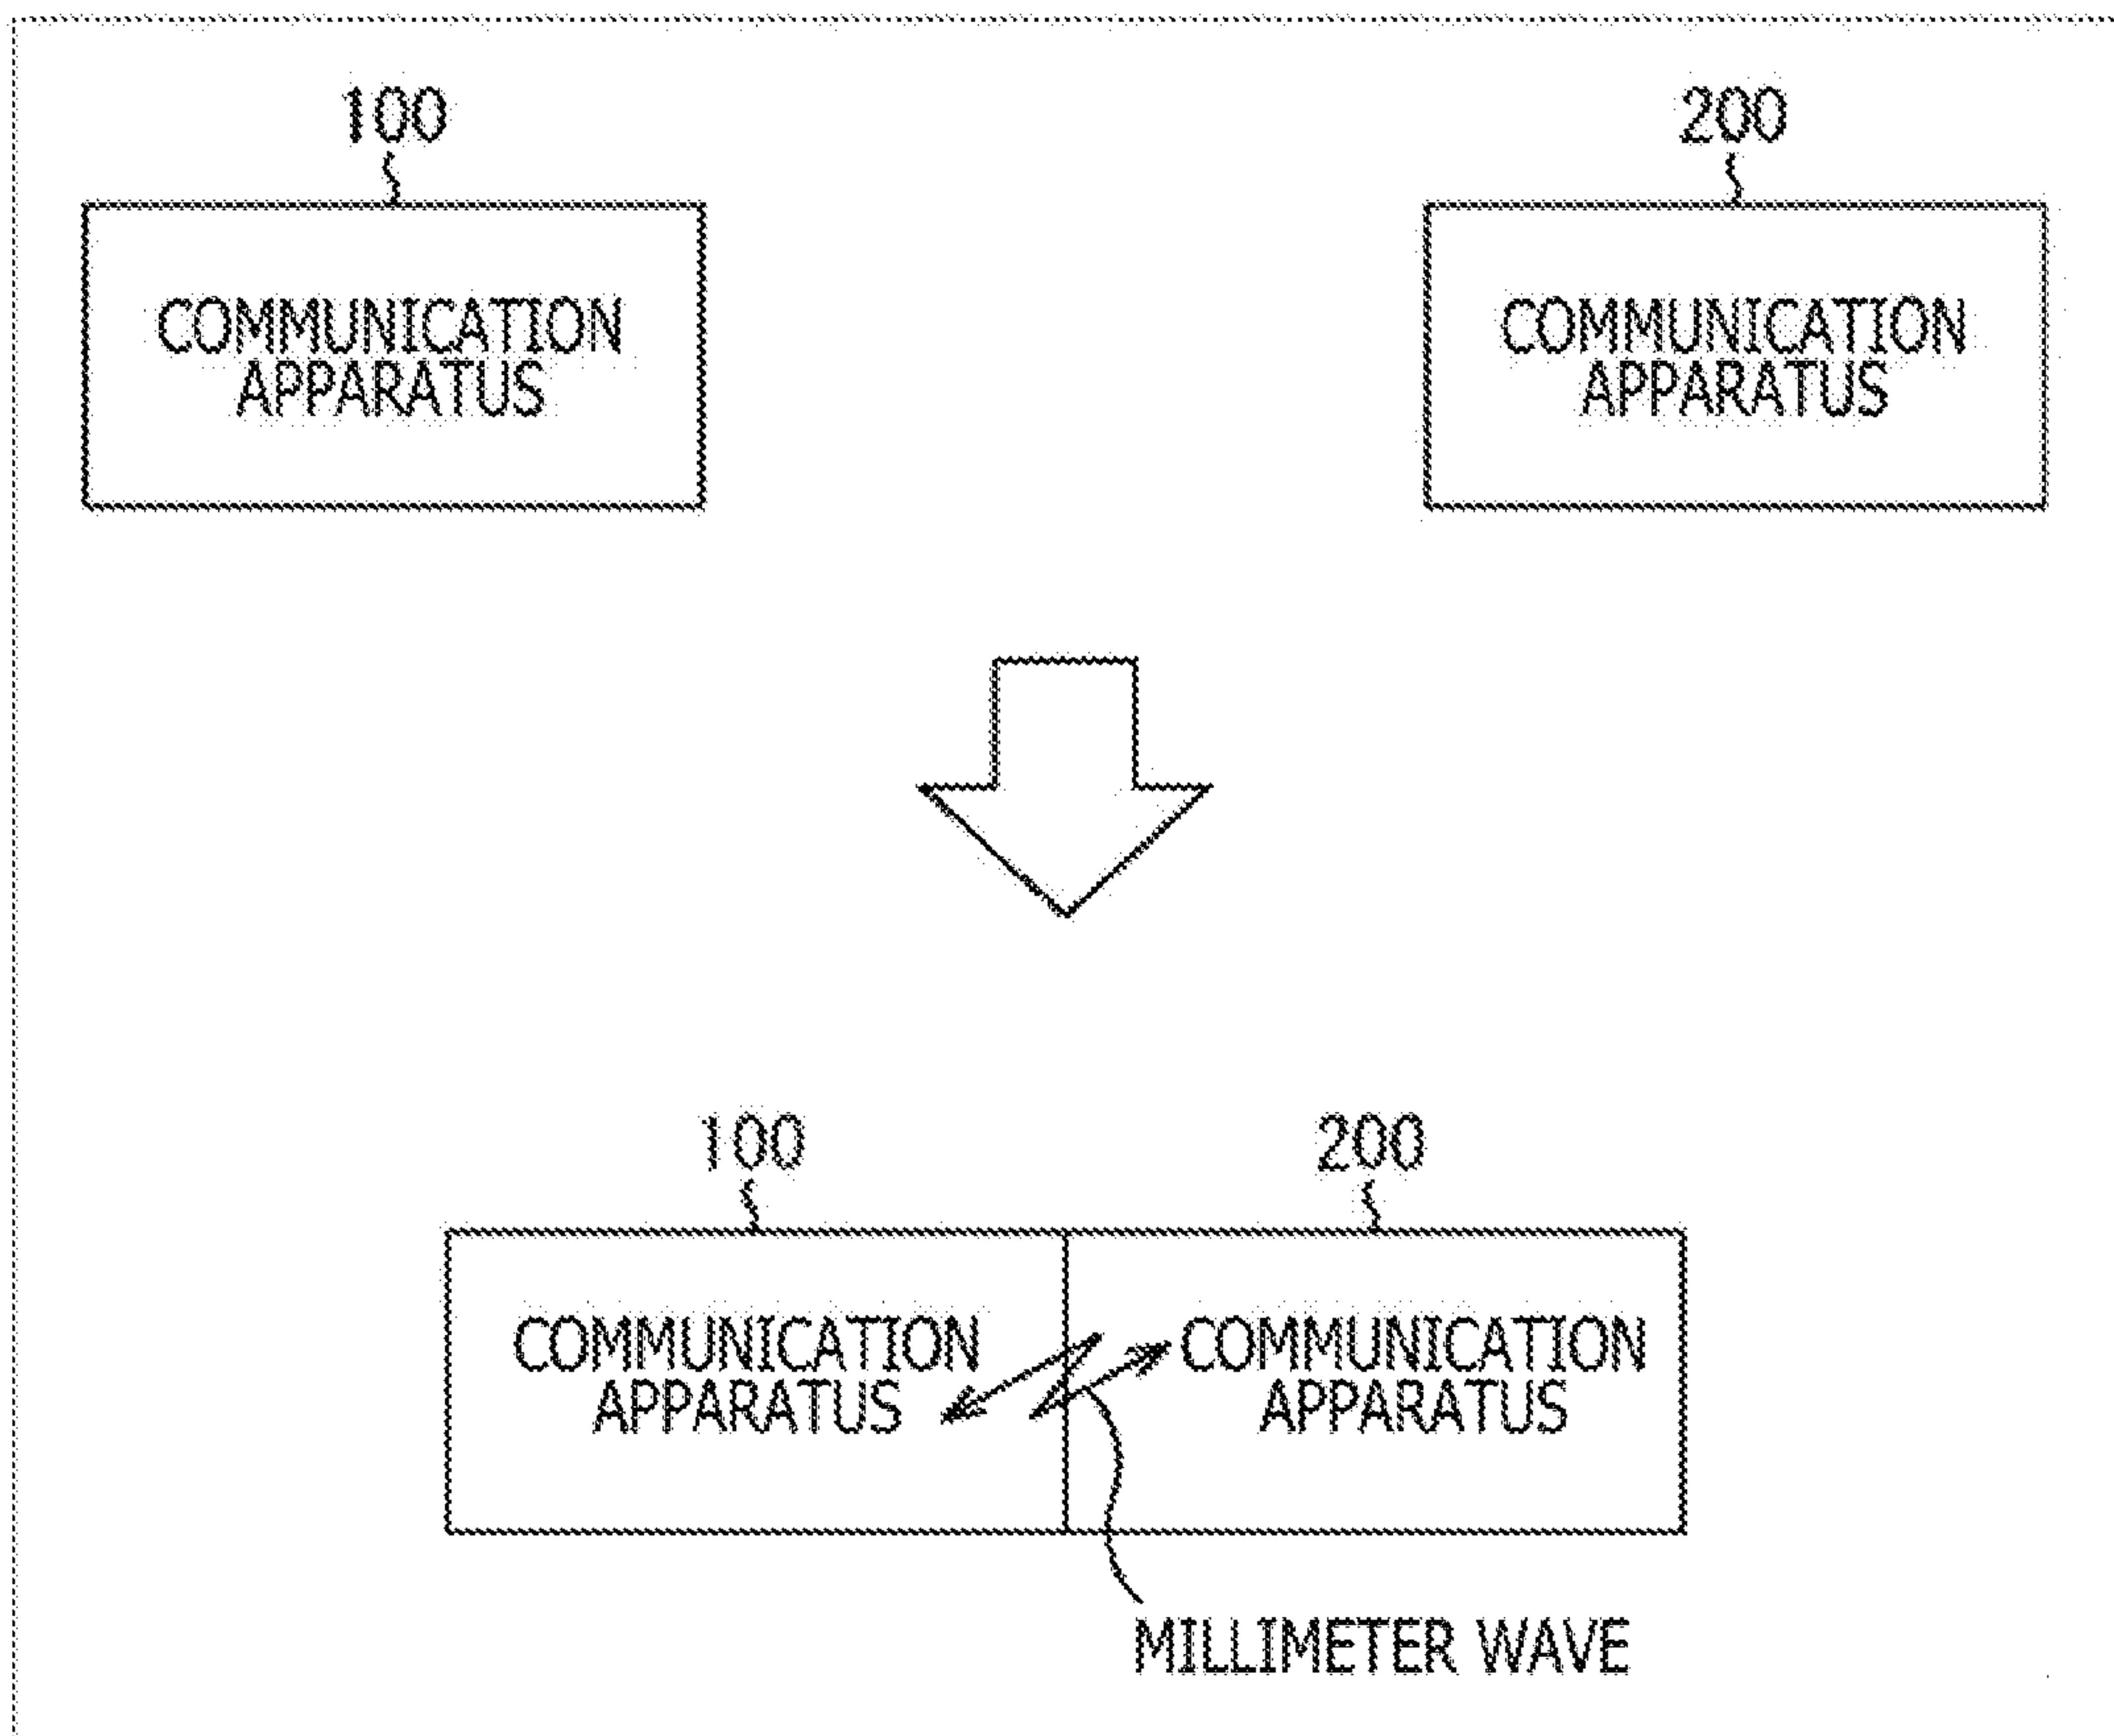 100
200
COMMUNICATION
APPARATUS
COMMUNICATION
APPARATUS
100
200
COMMUNICATION
APPARATUS
COMMUNICATION
APPARATUS
MILLIMETER WAVE